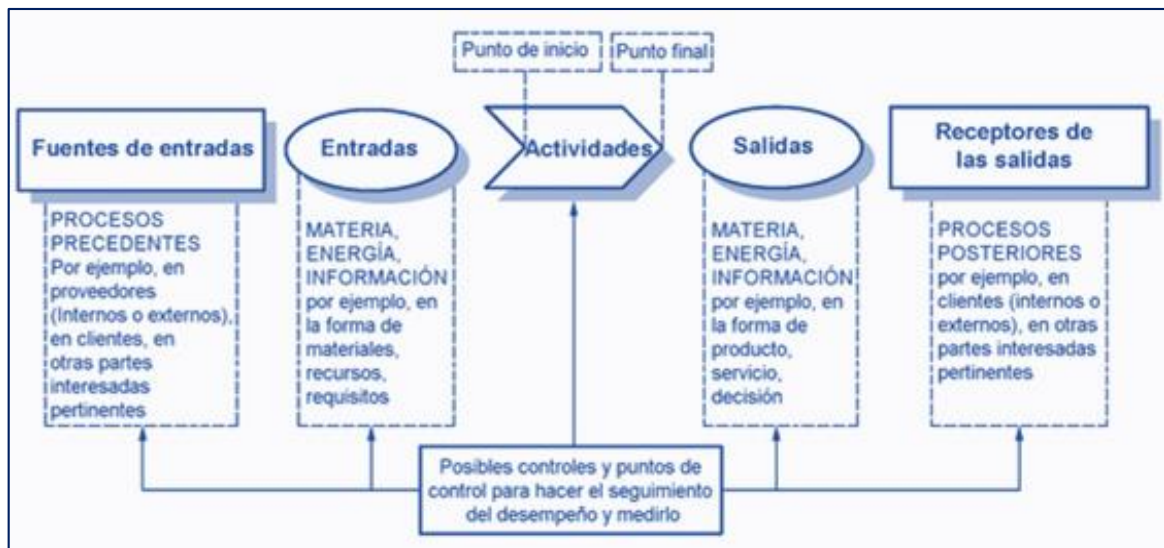 Punto de inicio
Punto final
Fuentes de entradas
Entradas
Actividades
Salidas
Receptores de
las salidas
PROCESOS
PRECEDENTES
Por ejemplo, en
proveedores
(Internos o externos),
en clientes, en
otras partes
interesadas
pertinentes
MATERIA,
ENERGÍA,
INFORMACIÓN
por ejemplo, en
la forma de
materiales,
recursos,
requisitos
MATERIA,
ENERGÍA,
INFORMACIÓN
por ejemplo, en
la forma de
producto,
servicio,
decisión
PROCESOS
POSTERIORES
por ejemplo, en
clientes (internos o
externos), en otras
partes interesadas
pertinentes
Posibles controles y puntos de
control para hacer el seguimiento
del desempeño y medirlo